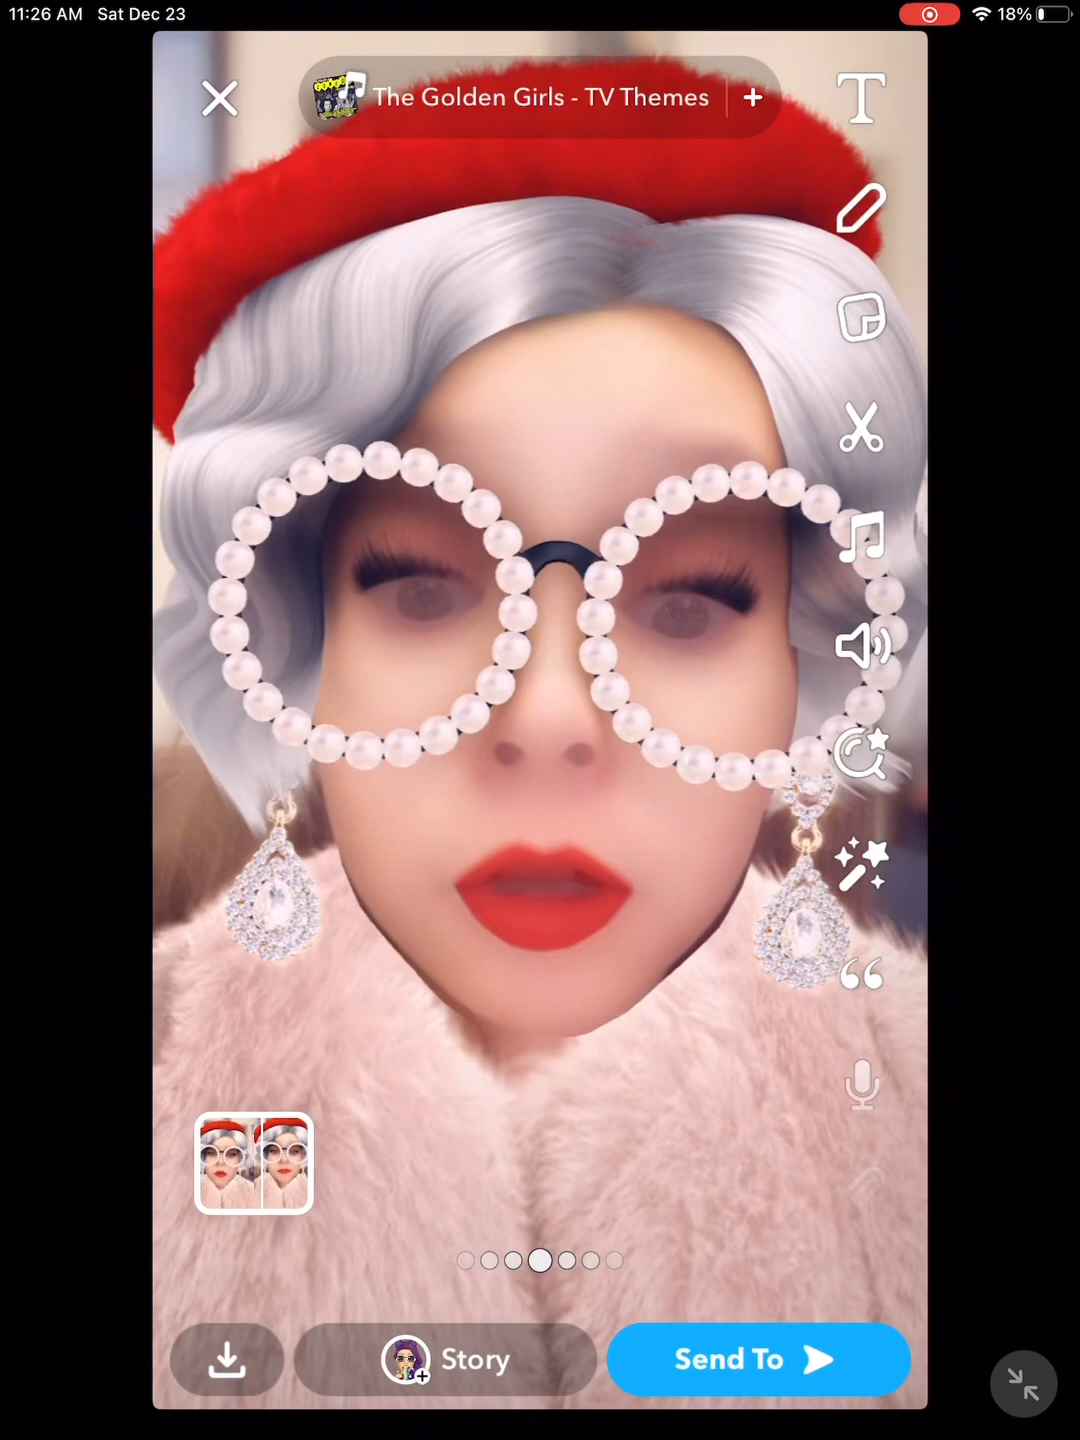 11:26 AM Sat Dec 23
18%
The Golden Girls - TV Themes
T
Story
Send To